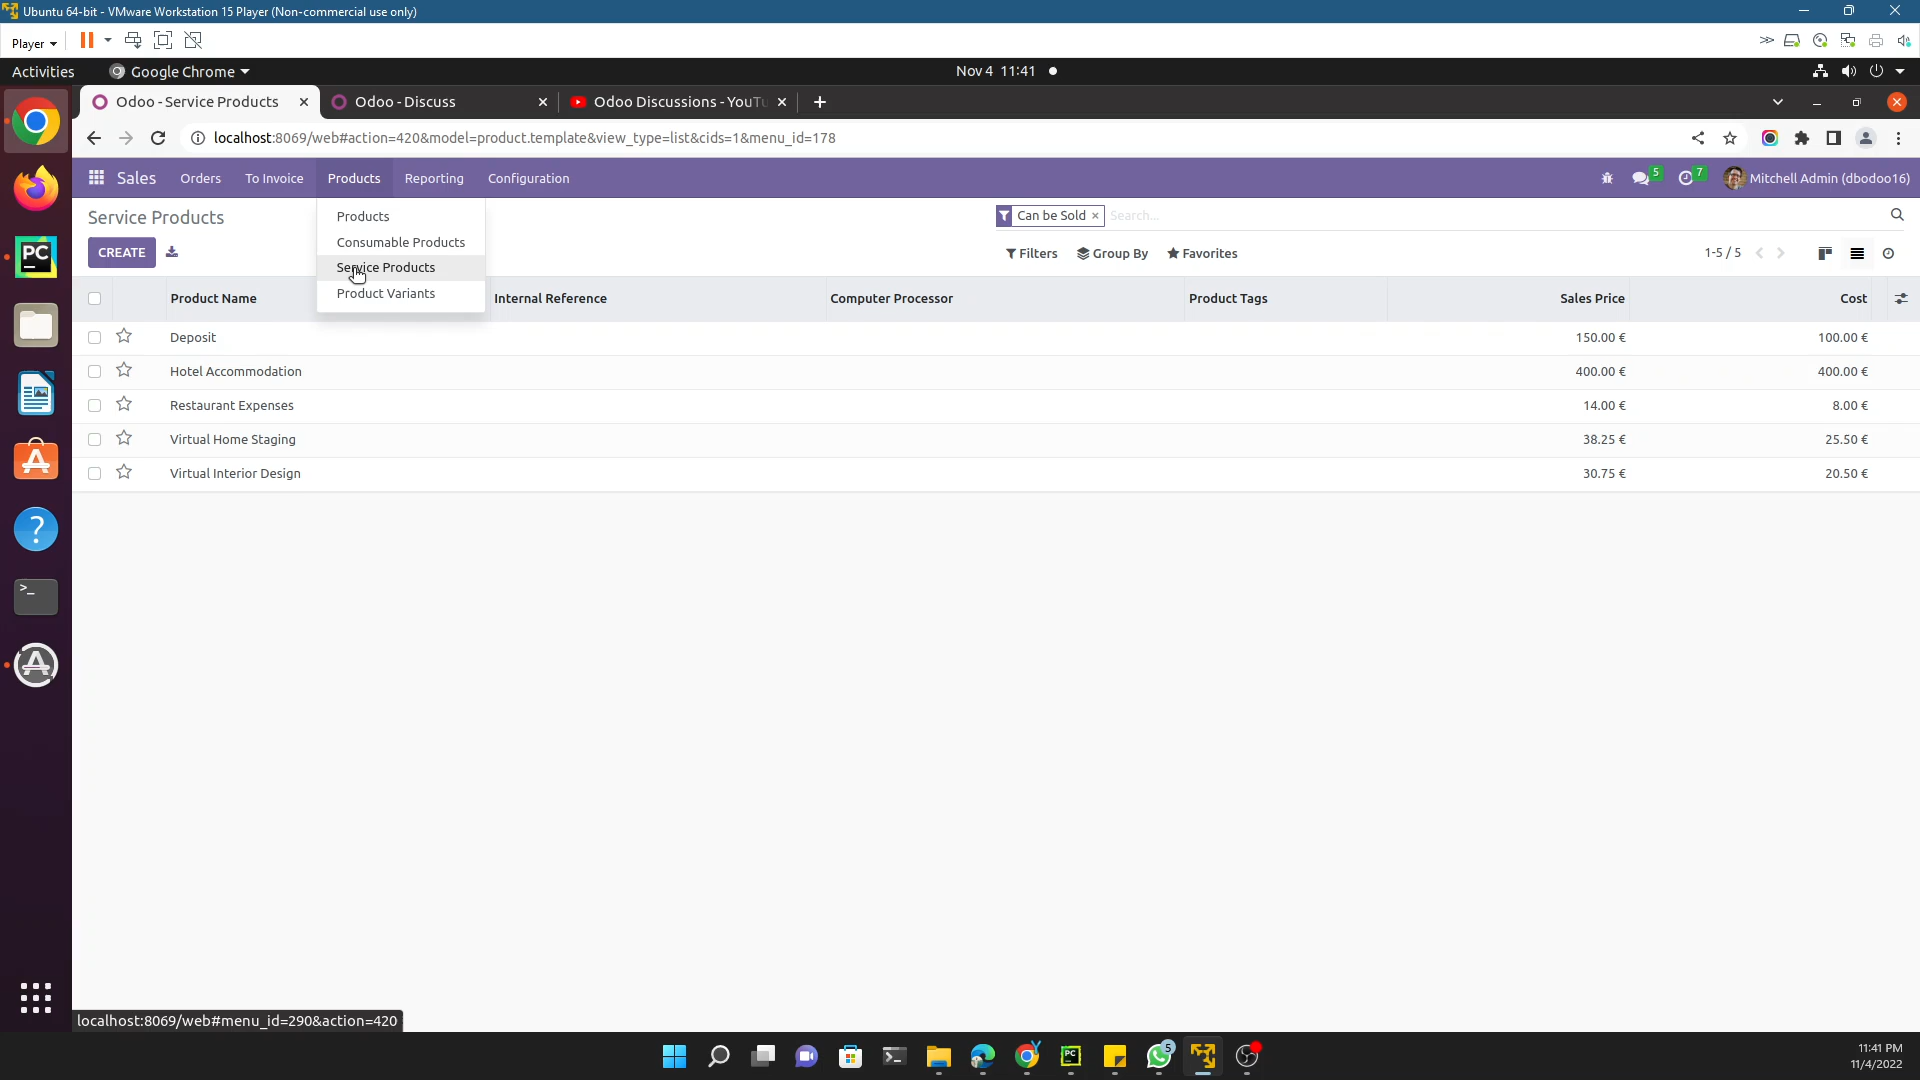 Ubuntu 64-bit - VMware Workstation 15 Player (Non-commercial use only)
Player
Activities
Google Chrome
Nov 4 11:41
Odoo - Service Products
Odoo - Discuss
Odoo Discussions - YouTu
localhost:8069/web#action=420&model=product.template&view_type=list&cids=1&menu_id=178
Sales
Orders
To Invoice
Products
Reporting
Configuration
5
7
Mitchell Admin (dbodoo16)
Service Products
Products
Consumable Products
Service Products
Product Variants
Can be Sold
Search...
CREATE
Filters
Group By
Favorites
1-5 / 5
Product Name
Internal Reference
Computer Processor
Product Tags
Sales Price
Cost
Deposit 150.00 € 100.00 €
Hotel Accommodation 400.00 € 400.00 €
Restaurant Expenses 14.00 € 8.00 €
Virtual Home Staging 38.25 € 25.50 €
Virtual Interior Design 30.75 € 20.50 €
PC
localhost:8069/web#menu_id=290&action=420
PC
5
11:41 PM
11/4/2022